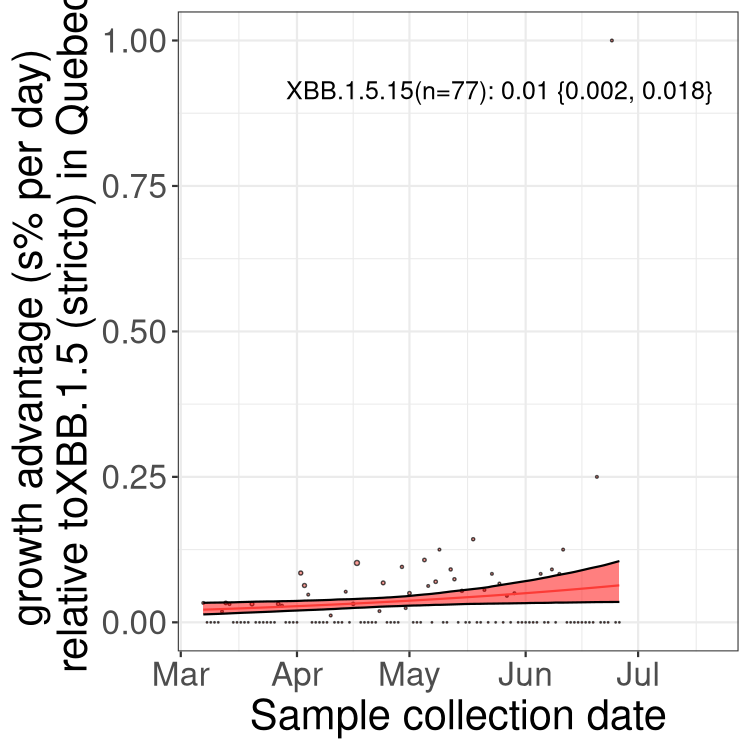 growth advantage (s% per day)
relative toXBB.1.5 (stricto) in Quebec
1.00
0.75
0.50
0.25
0.00
XBB.1.5.15(n=77): 0.01 {0.002, 0.018}
Mar Apr May Jun Jul
Sample collection date